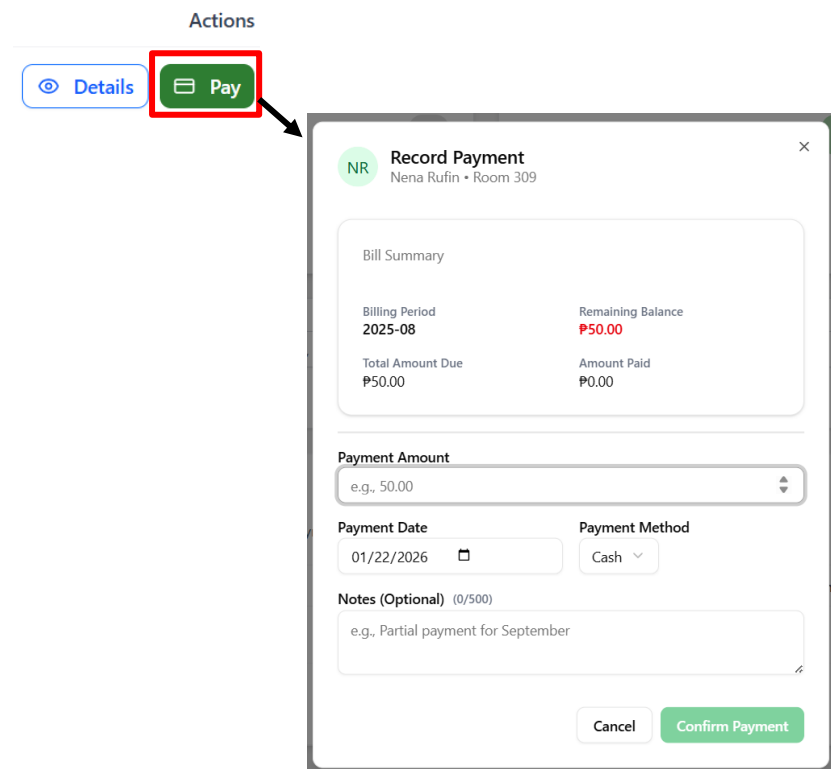 Actions
Details
Pay
NR
Record Payment
Nena Rufin • Room 309
Bill Summary
Billing Period
Remaining Balance
2025-08
₱50.00
Total Amount Due
Amount Paid
₱50.00
₱0.00
Payment Amount
e.g., 50.00
Payment Date
Payment Method
01/22/2026
Cash
Notes (Optional) (0/500)
e.g., Partial payment for September
Cancel
Confirm Payment